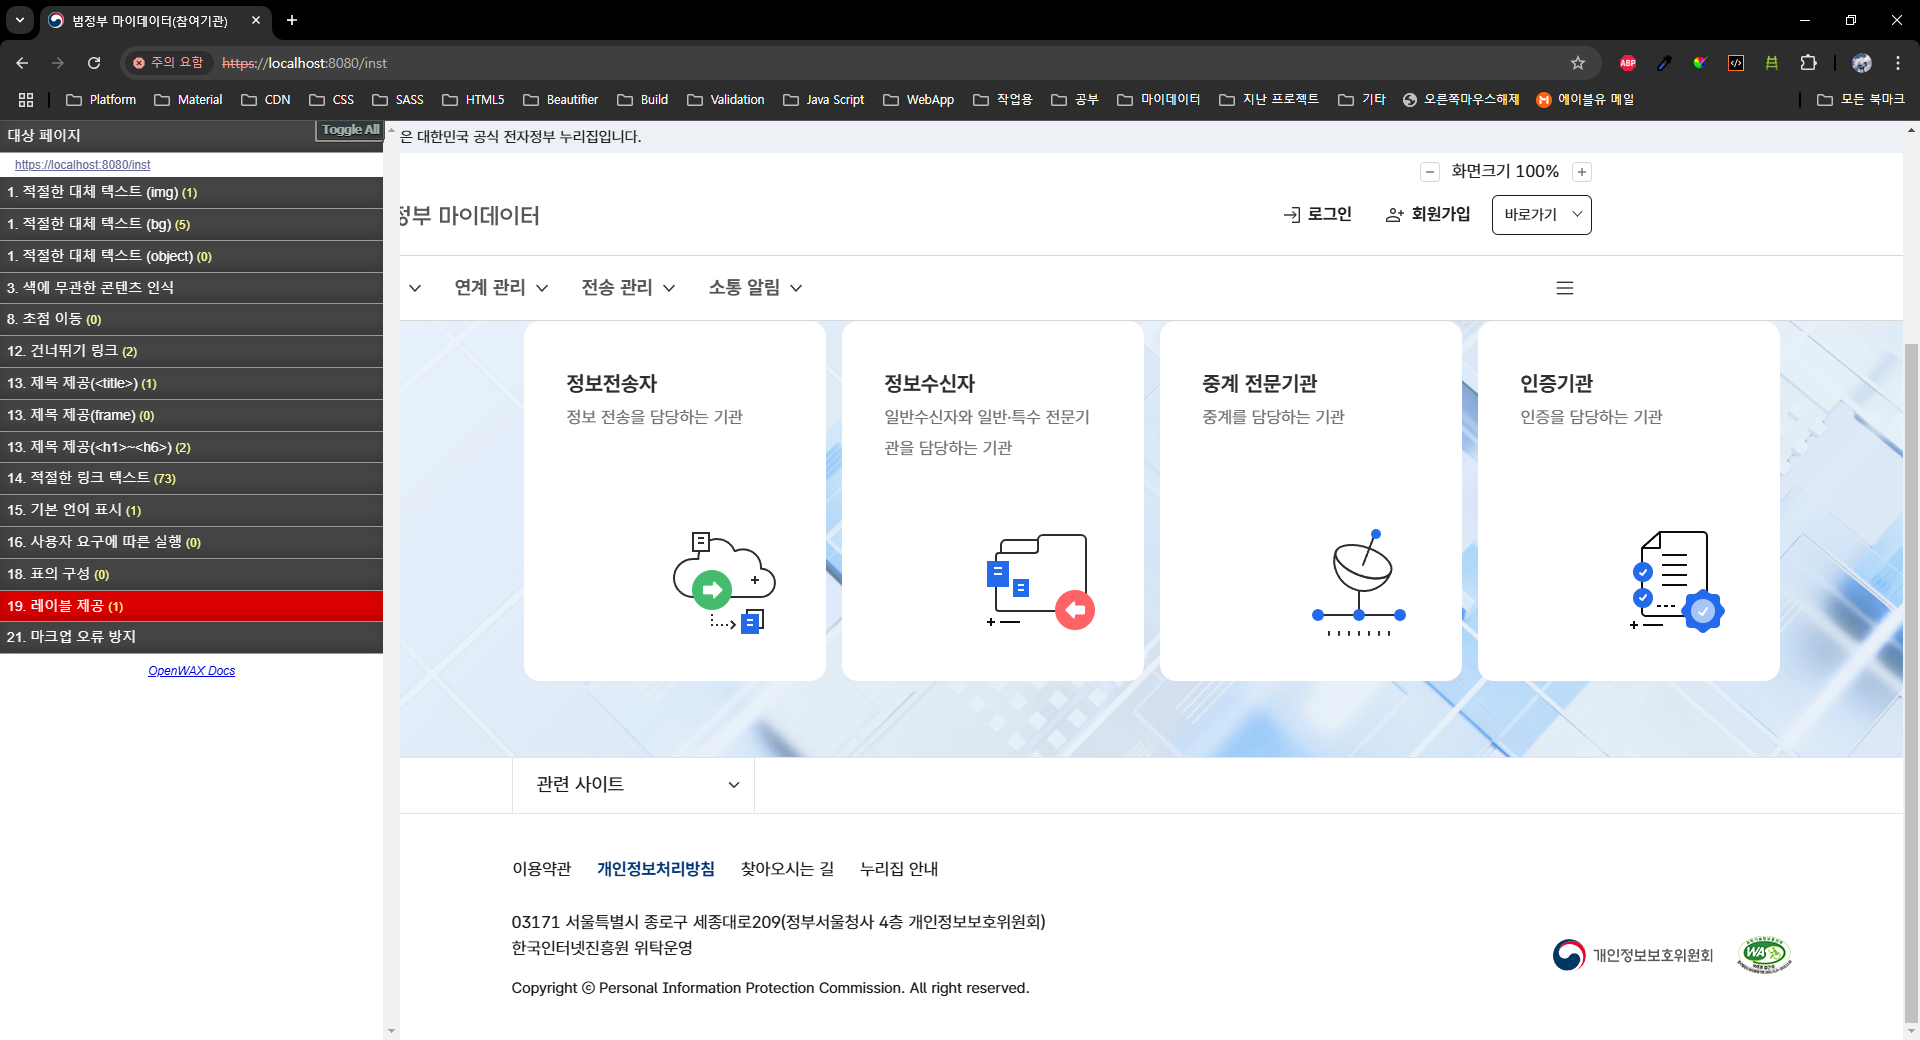 범정부 마이데이터(참여기관)
주의 요함
https://localhost:8080/inst
ABP
Platform
Material
CDN
CSS
SASS
HTML5
Beautifier
Build
Validation
Java Script
WebApp
작업용
공부
마이데이터
지난 프로젝트
기타
오른쪽마우스해제
에이블유 메일
모든 북마크
대상 페이지
Toggle All
https://localhost:8080/inst
1. 적절한 대체 텍스트 (img) (1)
1. 적절한 대체 텍스트 (bg) (5)
1. 적절한 대체 텍스트 (object) (0)
3. 색에 무관한 콘텐츠 인식
8. 초점 이동 (0)
12. 건너뛰기 링크 (2)
13. 제목 제공(<title>) (1)
13. 제목 제공(frame) (0)
13. 제목 제공(<h1>~<h6>) (2)
14. 적절한 링크 텍스트 (73)
15. 기본 언어 표시 (1)
16. 사용자 요구에 따른 실행 (0)
18. 표의 구성 (0)
19. 레이블 제공 (1)
21. 마크업 오류 방지
OpenWAX Docs
은 대한민국 공식 전자정부 누리집입니다.
화면크기 100%
정부 마이데이터
로그인
회원가입
바로가기
연계 관리
전송 관리
소통 알림
정보전송자
정보 전송을 담당하는 기관
정보수신자
일반수신자와 일반·특수 전문기
관을 담당하는 기관
중계 전문기관
중계를 담당하는 기관
인증기관
인증을 담당하는 기관
관련 사이트
이용약관
개인정보처리방침
찾아오시는 길
누리집 안내
03171 서울특별시 종로구 세종대로209(정부서울청사 4층 개인정보보호위원회)
한국인터넷진흥원 위탁운영
Copyright ⓒ Personal Information Protection Commission. All right reserved.
개인정보보호위원회
WA